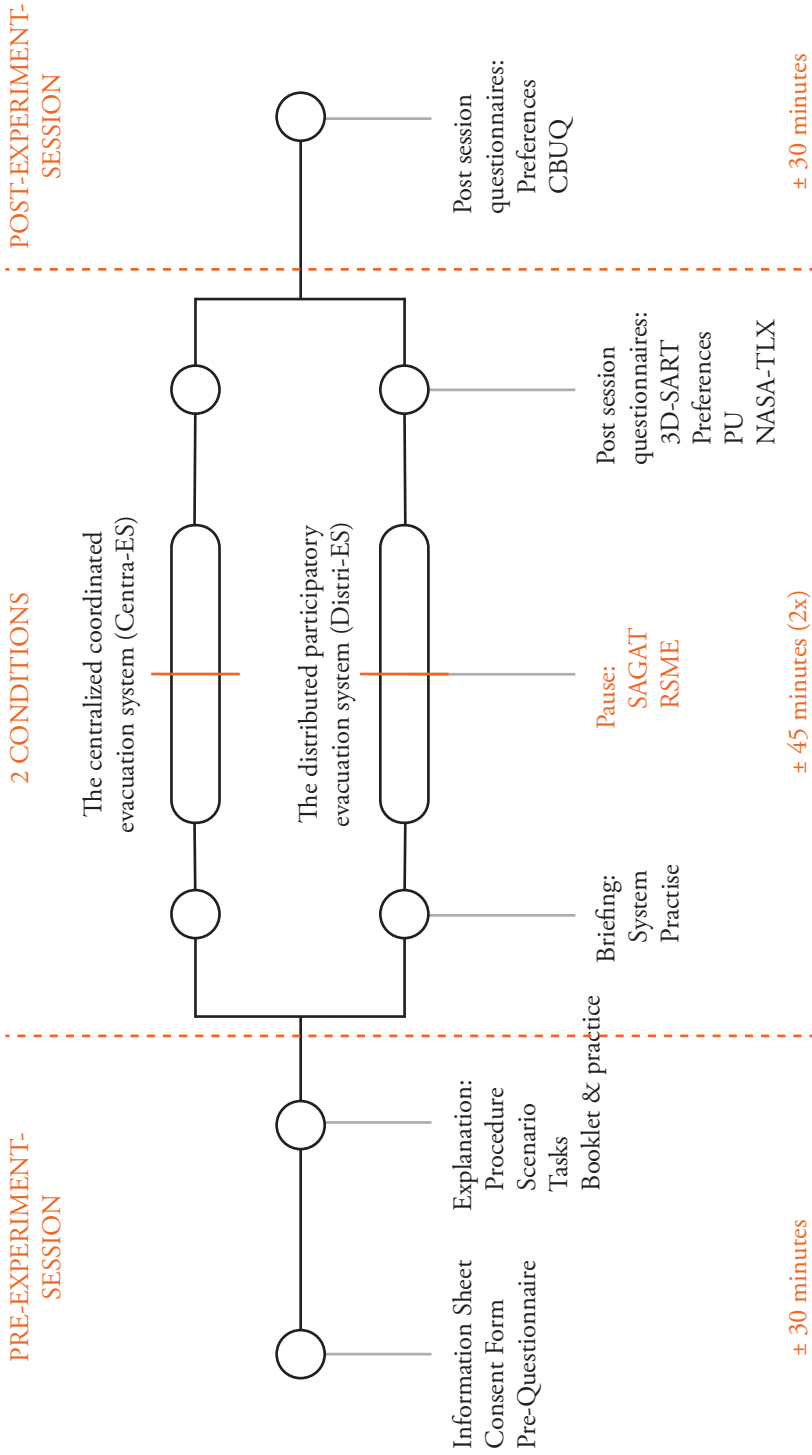 PRE-EXPERIMENT-
SESSION
2 CONDITIONS
POST-EXPERIMENT-
SESSION
The centralized coordinated
evacuation system (Centra-ES)
The distributed participatory
evacuation system (Distri-ES)
Information Sheet
Consent Form
Pre-Questionnaire
Explanation:
Procedure
Scenario
Tasks
Booklet & practice
Briefing:
System
Practise
Pause:
SAGAT
RSME
Post session
questionnaires:
3D-SART
Preferences
PU
NASA-TLX
Post session
questionnaires:
Preferences
CBUQ
± 30 minutes
± 45 minutes (2x)
± 30 minutes